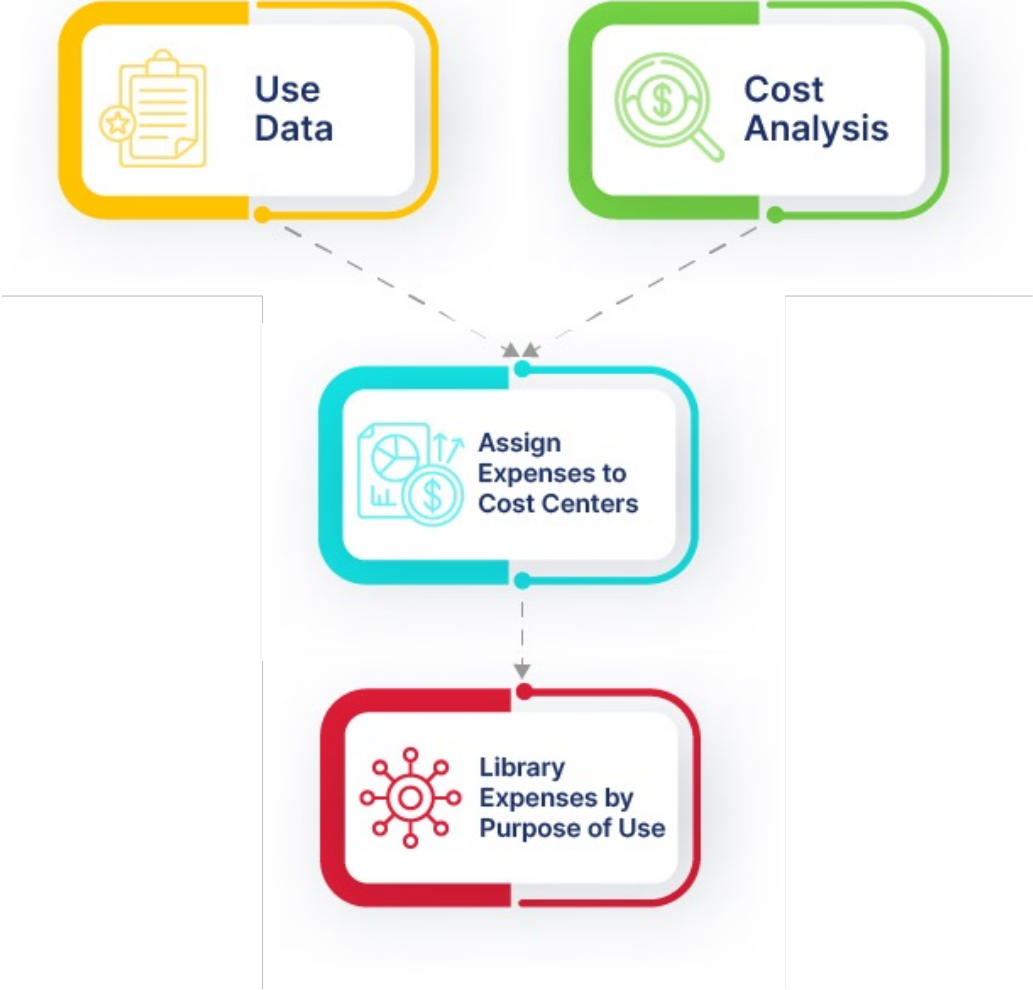 Use
Data
Cost
Analysis
Assign
Expenses to
Cost Centers
Library
Expenses by
Purpose of Use